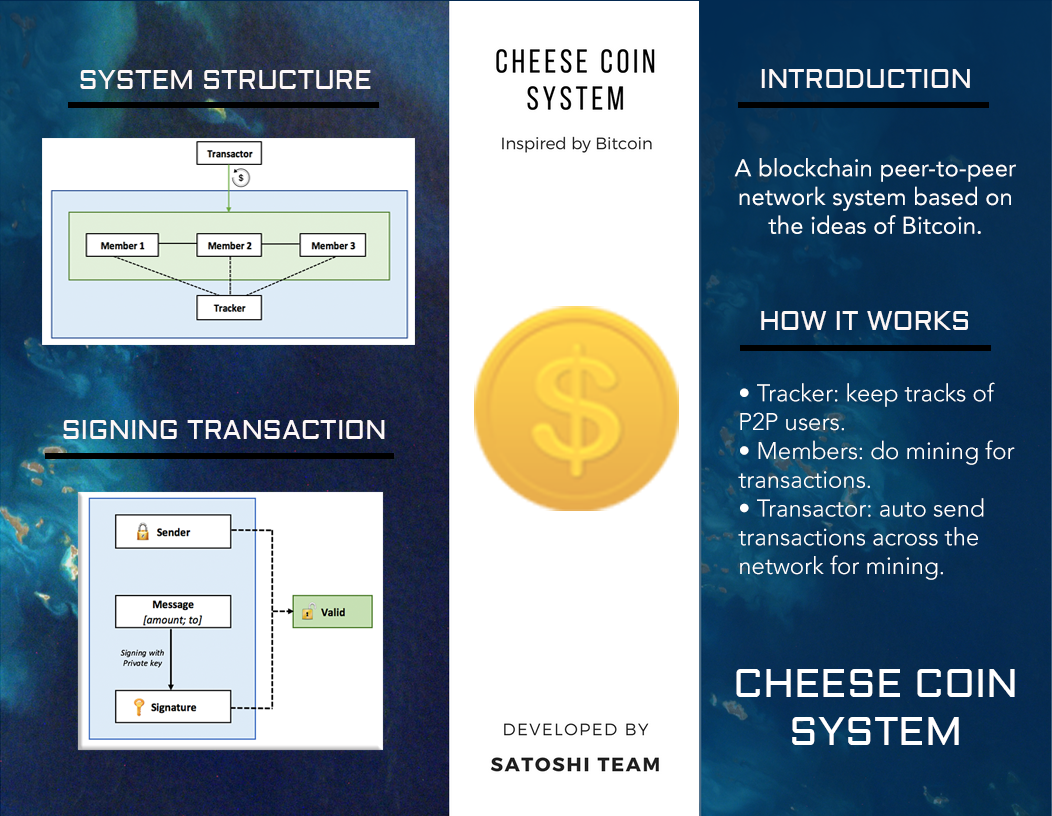 SYSTEM STRUCTURE
Transactor
$
Member 1
Member 2
Member 3
Tracker
SIGNING TRANSACTION
Sender
Message
[amount; to]
Signing with
Private key
Signature
Valid
CHEESE COIN
SYSTEM
Inspired by Bitcoin
$
DEVELOPED BY
SATOSHI TEAM
INTRODUCTION
A blockchain peer-to-peer
network system based on
the ideas of Bitcoin.
HOW IT WORKS
• Tracker: keep tracks of
P2P users.
• Members: do mining for
transactions.
• Transactor: auto send
transactions across the
network for mining.
CHEESE COIN
SYSTEM